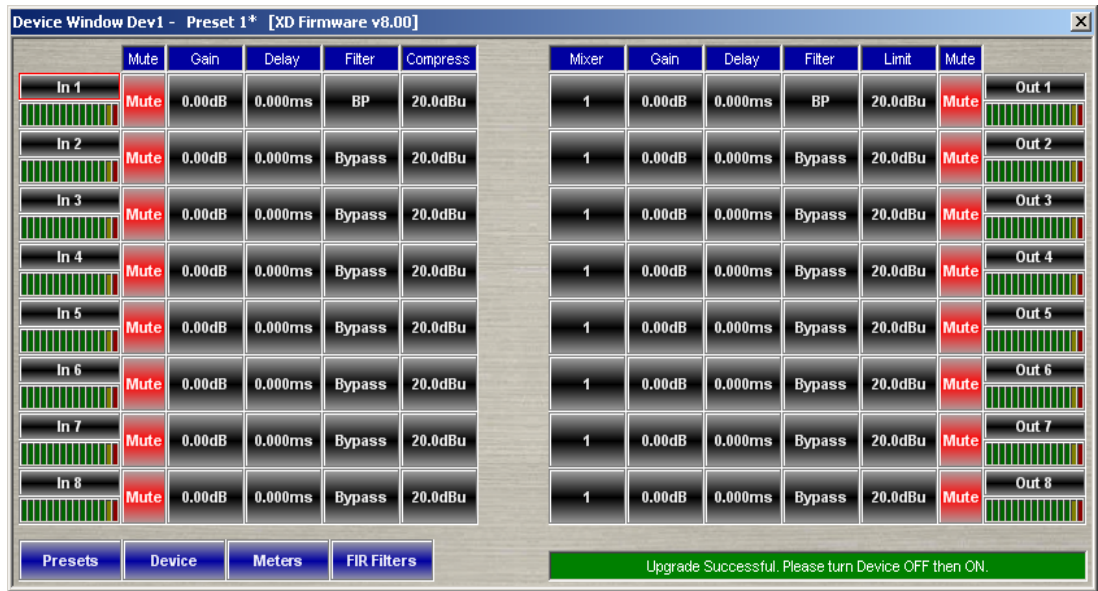 Device Window Dev1 - Preset 1* [XD Firmware v8.00]
Mute Gain Delay Filter Compress Mixer Gain Delay Filter Limit Mute
In 1 Mute 0.00dB 0.000ms BP 20.0dBu 1 0.00dB 0.000ms BP 20.0dBu Mute Out 1
In 2 Mute 0.00dB 0.000ms Bypass 20.0dBu 1 0.00dB 0.000ms Bypass 20.0dBu Mute Out 2
In 3 Mute 0.00dB 0.000ms Bypass 20.0dBu 1 0.00dB 0.000ms Bypass 20.0dBu Mute Out 3
In 4 Mute 0.00dB 0.000ms Bypass 20.0dBu 1 0.00dB 0.000ms Bypass 20.0dBu Mute Out 4
In 5 Mute 0.00dB 0.000ms Bypass 20.0dBu 1 0.00dB 0.000ms Bypass 20.0dBu Mute Out 5
In 6 Mute 0.00dB 0.000ms Bypass 20.0dBu 1 0.00dB 0.000ms Bypass 20.0dBu Mute Out 6
In 7 Mute 0.00dB 0.000ms Bypass 20.0dBu 1 0.00dB 0.000ms Bypass 20.0dBu Mute Out 7
In 8 Mute 0.00dB 0.000ms Bypass 20.0dBu 1 0.00dB 0.000ms Bypass 20.0dBu Mute Out 8
Presets Device Meters FIR Filters Upgrade Successful. Please turn Device OFF then ON.